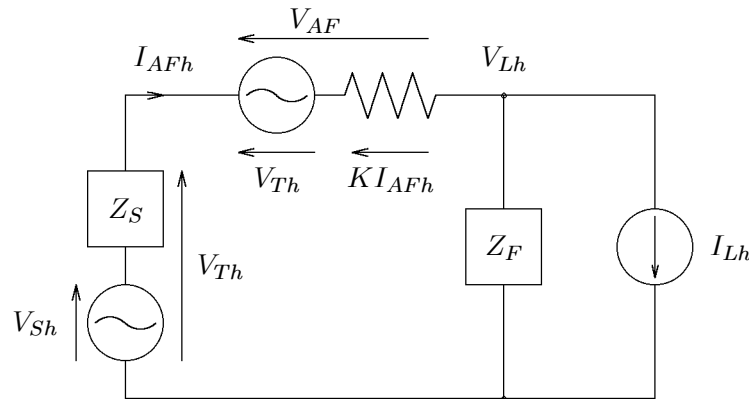 V_{AF}
I_{AFh}
V_{Lh}
V_{Th}
KI_{AFh}
Z_S
V_{Th}
Z_F
I_{Lh}
V_{Sh}